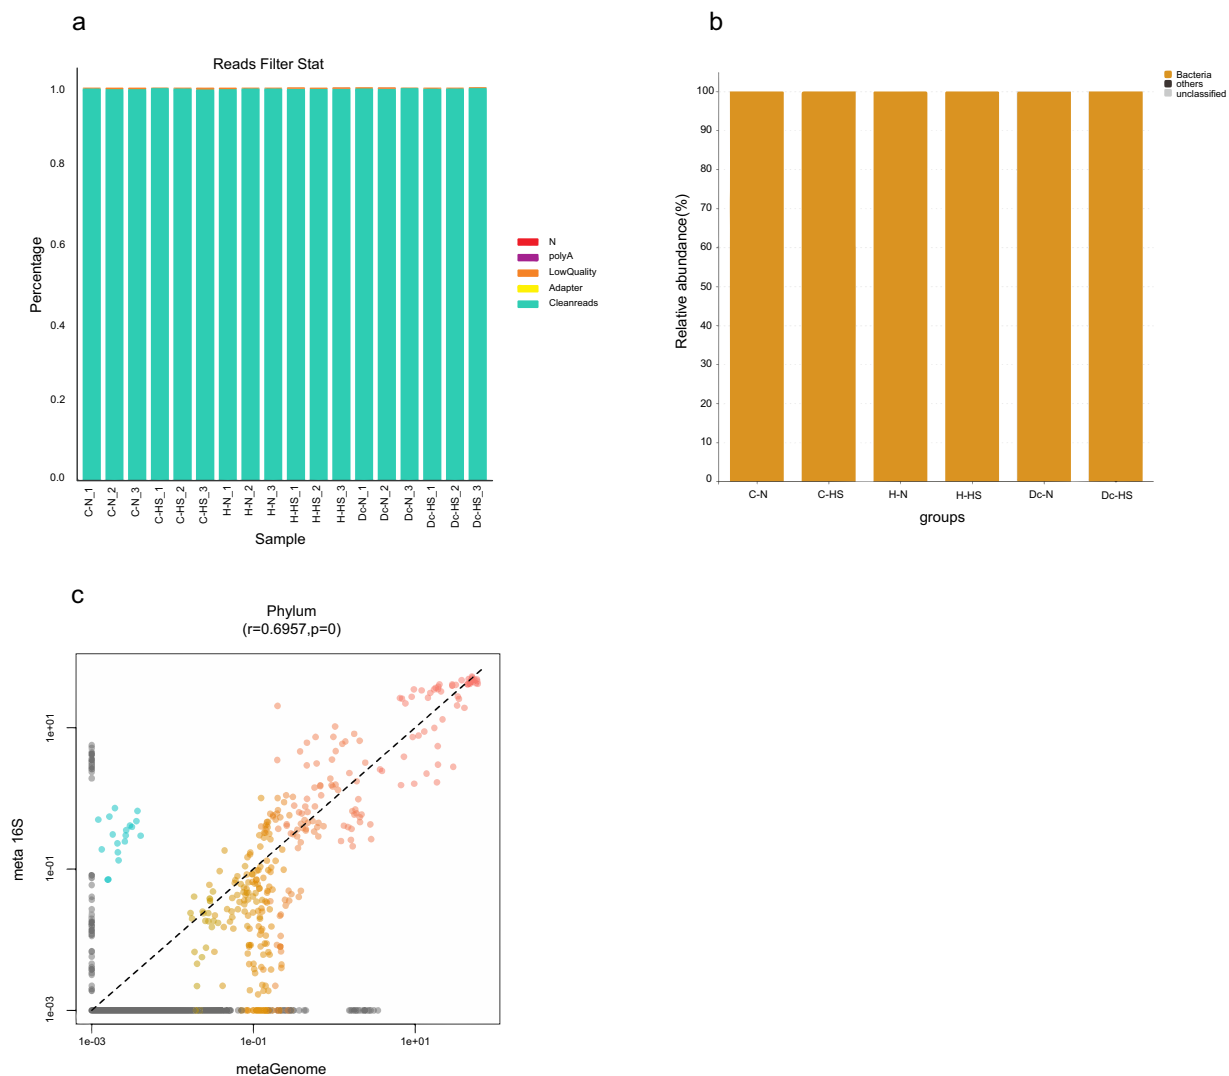 a
Reads Filter Stat
Percentage
1.0
0.8
0.6
0.4
0.2
0.0
C-N_1
C-N_2
C-N_3
C-HS_1
C-HS_2
C-HS_3
H-N_1
H-N_2
H-N_3
H-HS_1
H-HS_2
H-HS_3
Dc-N_1
Dc-N_2
Dc-N_3
Dc-HS_1
Dc-HS_2
Dc-HS_3
Sample
N
polyA
LowQuality
Adapter
Cleanreads
b
Relative abundance(%)
100
90
80
70
60
50
40
30
20
10
0
C-N
C-HS
H-N
H-HS
Dc-N
Dc-HS
groups
Bacteria
others
unclassified
c
Phylum
(r=0.6957,p=0)
meta 16S
1e+01
1e-01
1e-03
1e-03
1e-01
1e+01
metaGenome